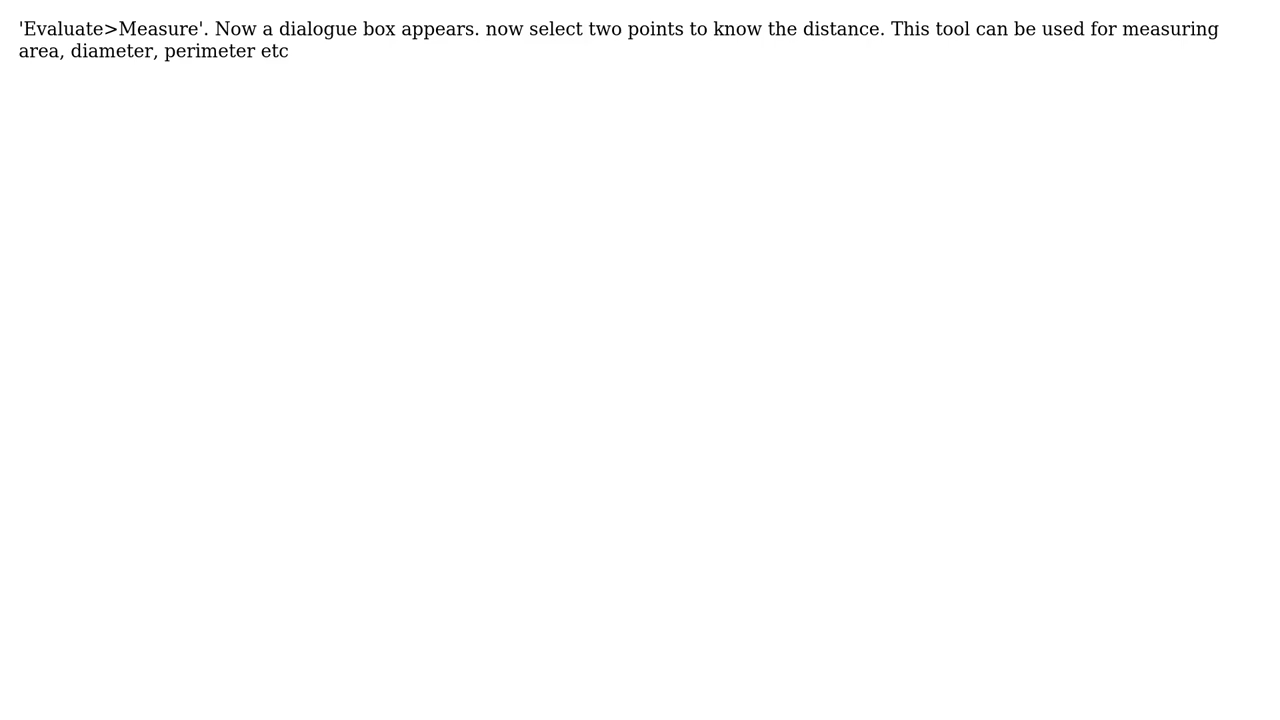 'Evaluate>Measure'. Now a dialogue box appears. now select two points to know the distance. This tool can be used for measuring
area, diameter, perimeter etc